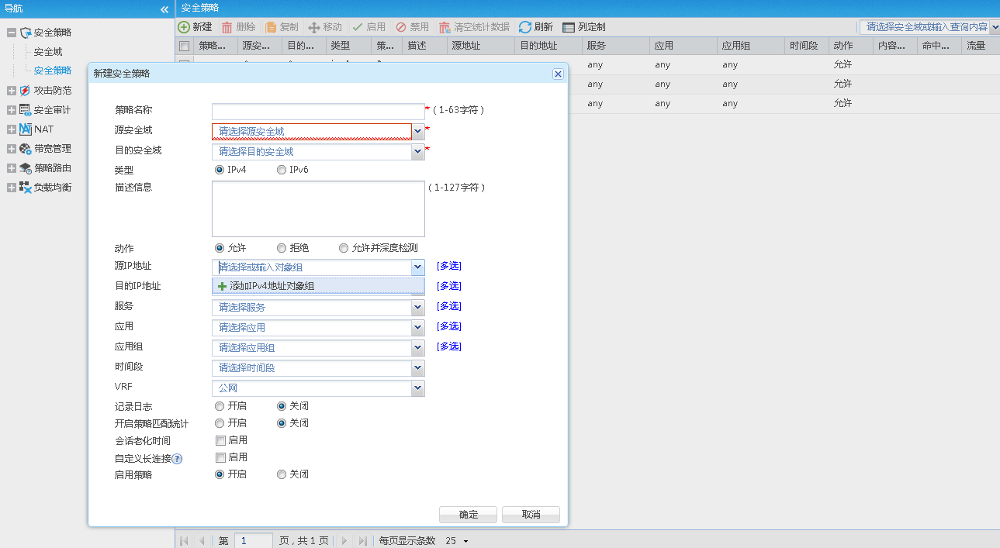 导航
安全策略
安全域
安全策略
攻击防范
安全审计
NAT
带宽管理
策略路由
负载均衡
安全策略
新建 删除 复制 移动 启用 禁用 清空统计数据 刷新 列定制 请选择安全域或输入查询内容
策略... 源安... 目的... 类型 策... 描述 源地址 目的地址 服务 应用 应用组 时间段 动作 内容... 命中... 流量
any any any 允许
any any any 允许
any any any 允许
新建安全策略
策略名称 * (1-63字符)
源安全域 请选择源安全域 *
目的安全域 请选择目的安全域 *
类型 IPv4 IPv6
描述信息 (1-127字符)
动作 允许 拒绝 允许并深度检测
源IP地址 请选择或输入对象组 [多选]
目的IP地址 添加IPv4地址对象组 [多选]
服务 请选择服务 [多选]
应用 请选择应用 [多选]
应用组 请选择应用组 [多选]
时间段 请选择时间段
VRF 公网
记录日志 开启 关闭
开启策略匹配统计 开启 关闭
会话老化时间 启用
自定义长连接 ? 启用
启用策略 开启 关闭
确定 取消
第 1 页,共 1 页 每页显示条数 25